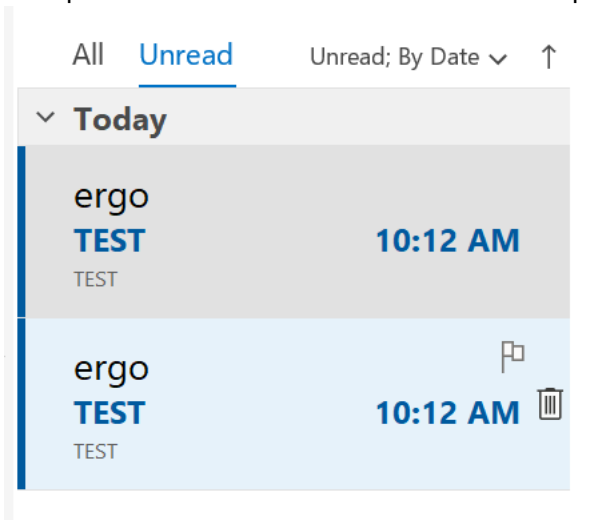 All Unread Unread; By Date
Today
ergo
TEST 10:12 AM
TEST
ergo
TEST 10:12 AM
TEST